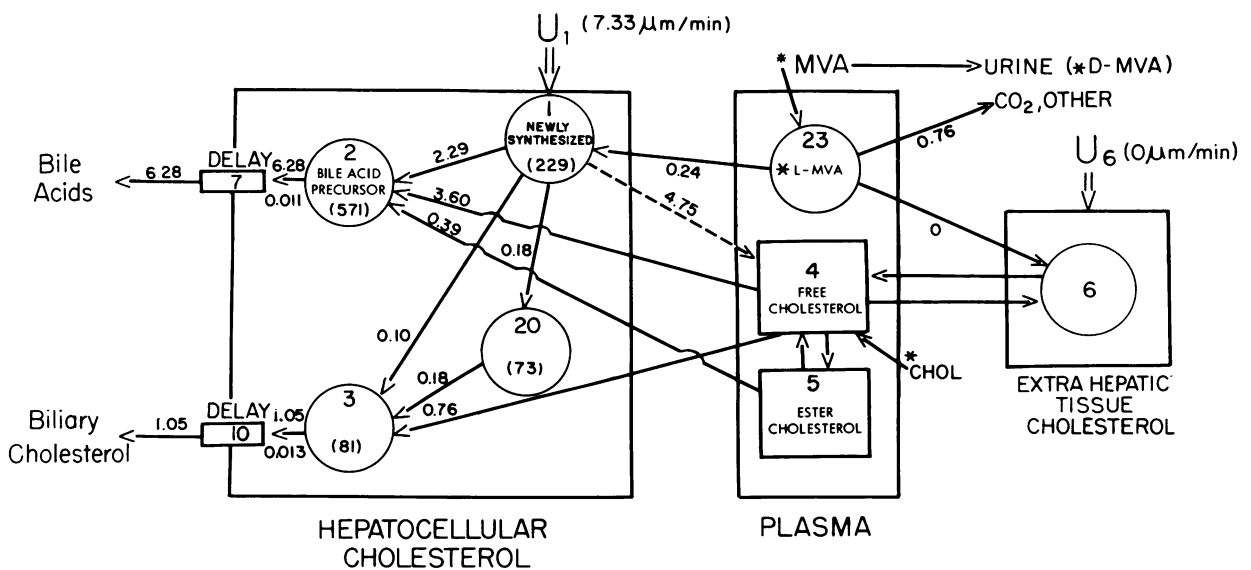 U1 (7.33 μm/min)
* MVA
URINE (*D-MVA)
CO2, OTHER
0.76
U6 (0 μm/min)
1
NEWLY
SYNTHESIZED
(229)
23
* L-MVA
0.24
0
2
BILE ACID
PRECURSOR
(571)
2.29
3.60
0.39
4.75
0.18
Bile
Acids
6.28
DELAY
7
6.28
0.011
4
FREE
CHOLESTEROL
6
20
(73)
0.10
0.18
0.76
*
CHOL
5
ESTER
CHOLESTEROL
EXTRA HEPATIC
TISSUE
CHOLESTEROL
3
(81)
Biliary
Cholesterol
1.05
DELAY
10
1.05
0.013
HEPATOCELLULAR
CHOLESTEROL
PLASMA